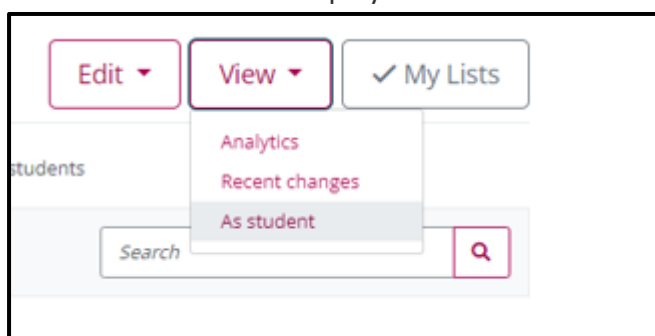 Edit View My Lists
Analytics
students
Recent changes
As student
Search